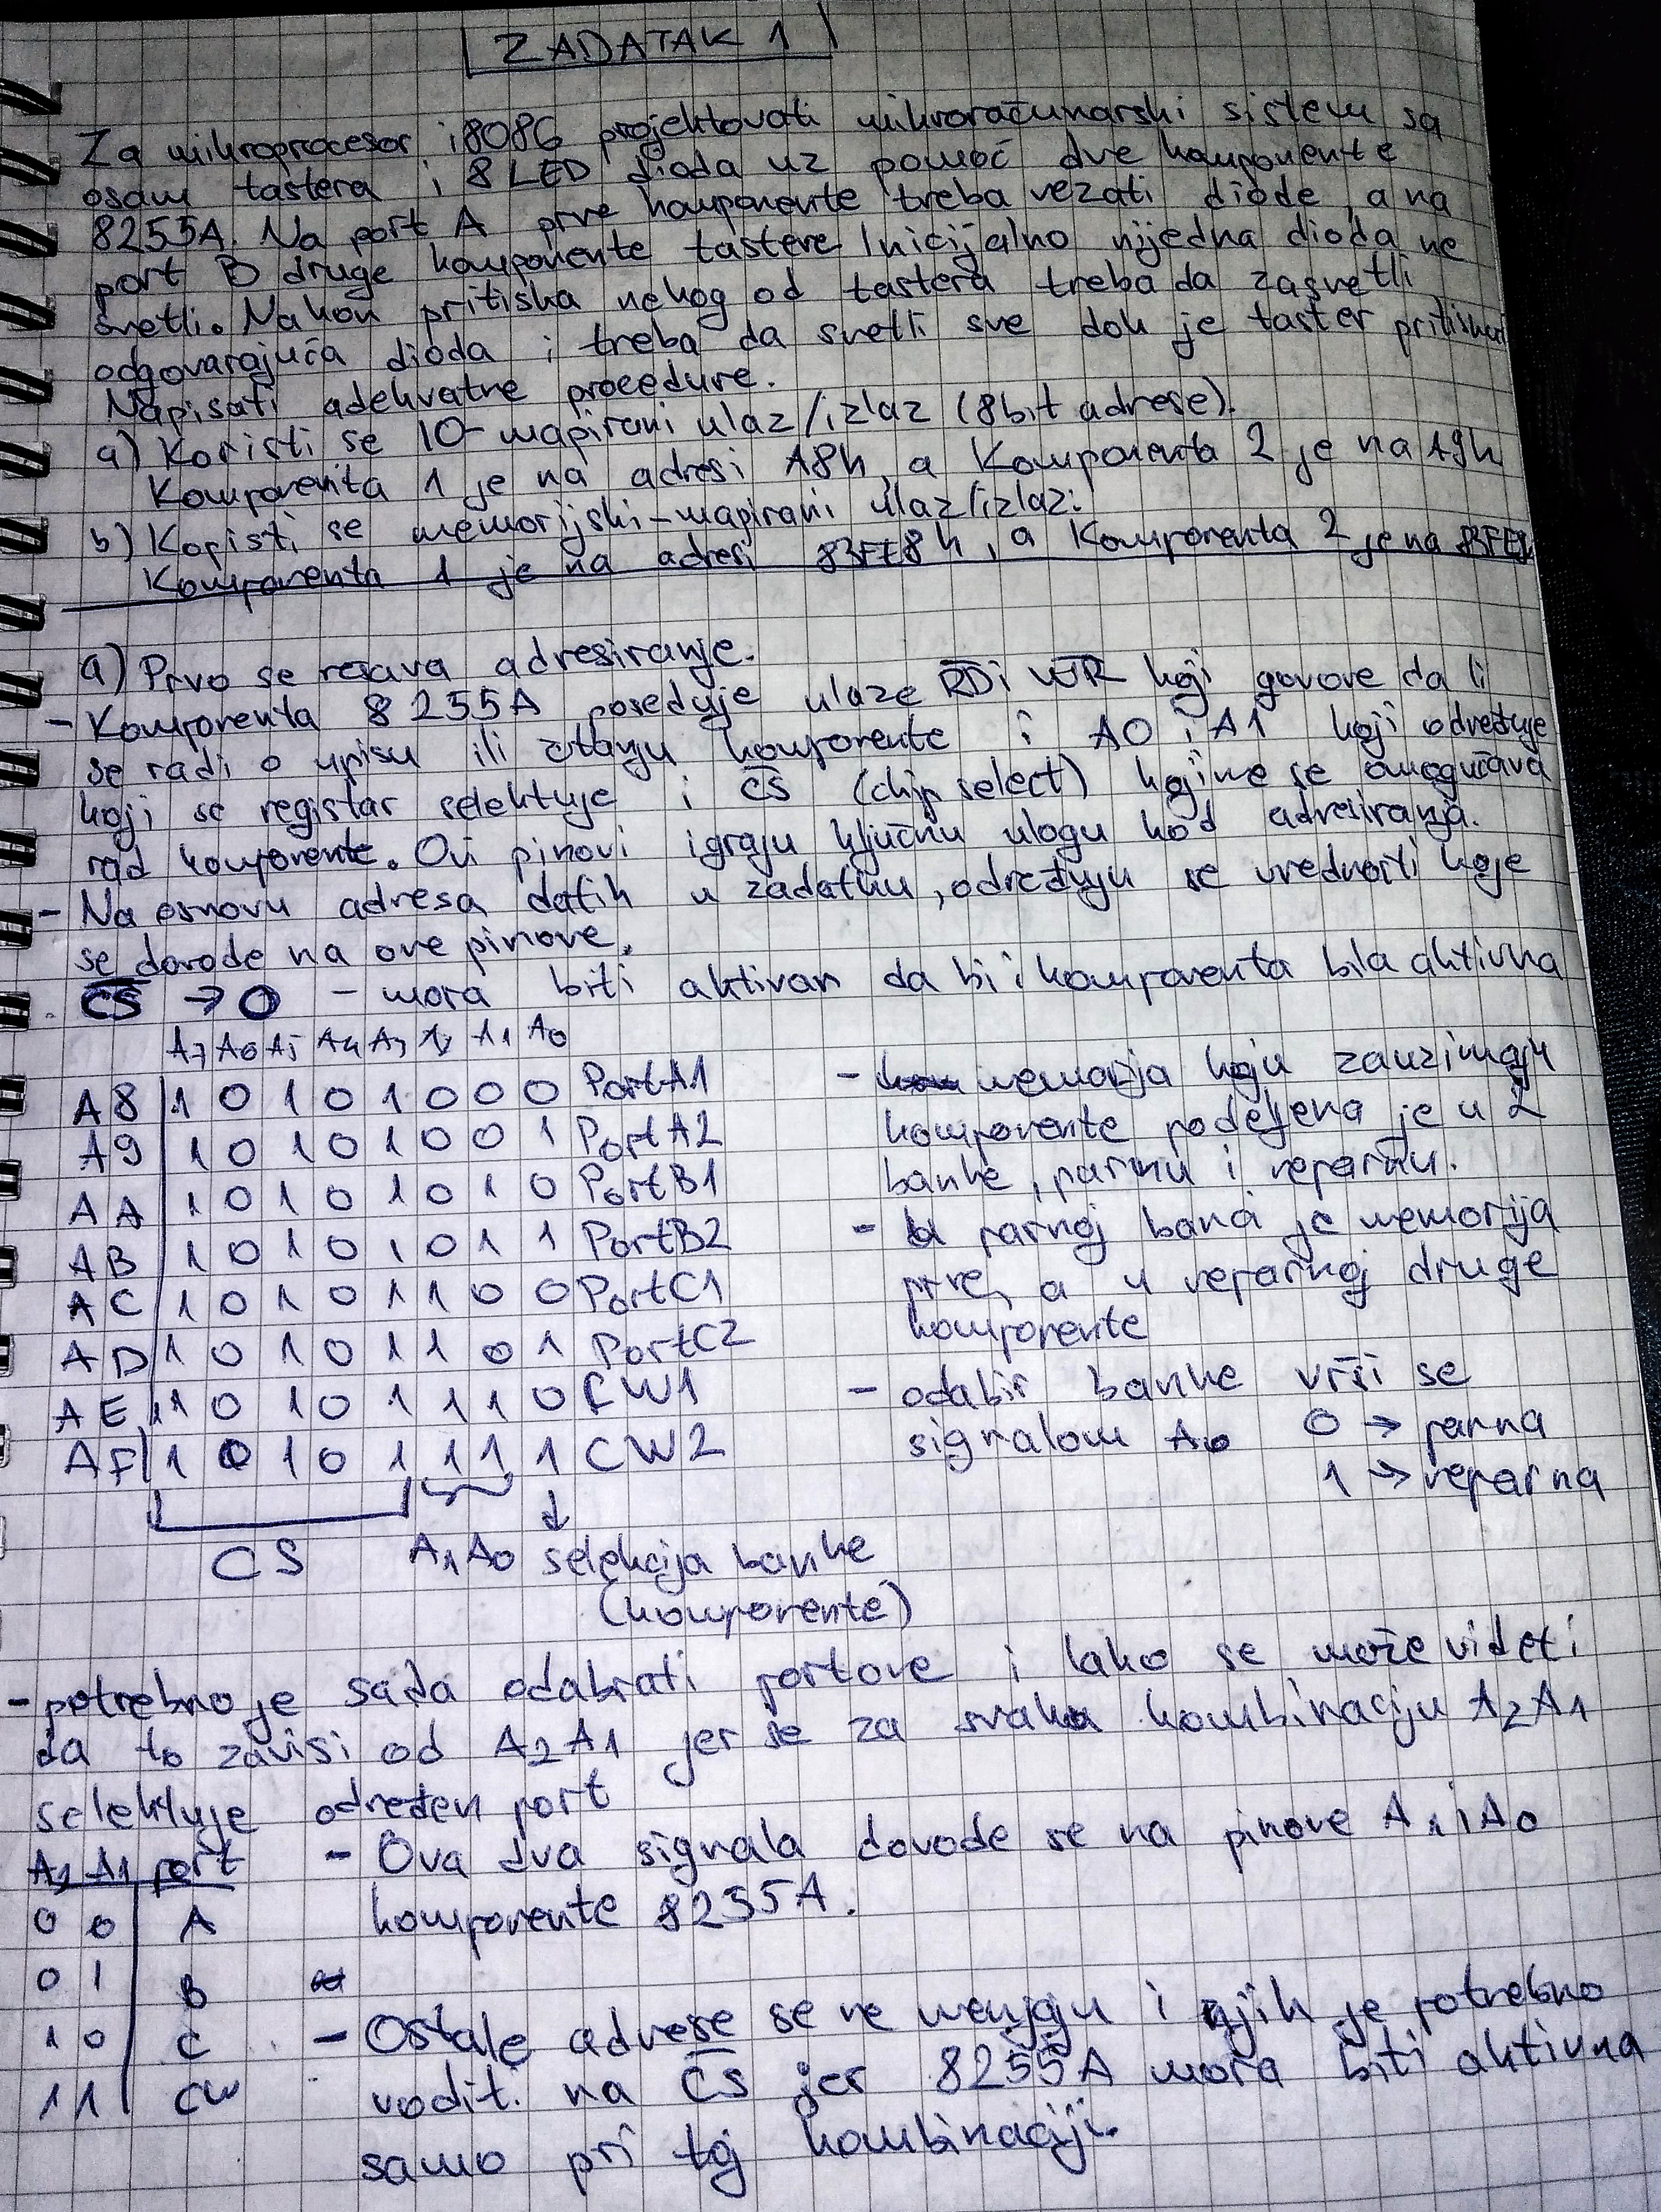 ZADATAK 1
Za mikroprocesor i8086 projektovati mikroračunarski sistem sa
osam tastera i 8 LED dioda uz pomoć dve komponente
8255A. Na port A prve komponente treba vezati diode, a na
port B druge komponente tastere. Inicijalno nijedna dioda ne
svetli. Nakon pritiska nekog od tastera treba da zasvetli
odgovarajuća dioda i treba da svetli sve dok je taster pritisnut
Napisati adekvatne procedure.
a) Koristi se IO-mapirani ulaz/izlaz (8bit adrese).
Komponenta 1 je na adresi A8h, a Komponenta 2 je na A9h
b) Koristi se memorijski-mapirani ulaz/izlaz:
Komponenta 1 je na adresi 83FE8h, a Komponenta 2 je na
a) Prvo se rešava adresiranje.
- Komponenta 8255A poseduje ulaze RD i WR koji govore da li
se radi o upisu ili čitanju komponente i A0 i A1 koji određuje
koji se registar selektuje i CS (chip select) kojime se omogućava
rad komponente. Ovi pinovi igraju ključnu ulogu kod adresiranja.
- Na osnovu adresa datih u zadatku, određuju se vrednosti koje
se dovode na ove pinove.
CS → 0 - mora biti aktivan da bi i komponenta bila aktivna
A7 A6 A5 A4 A3 A2 A1 A0
A8 1 0 1 0 1 0 0 0 PortA1 - memorija koju zauzimaju
A9 1 0 1 0 1 0 0 1 PortA2 komponente podeljena je u 2
AA 1 0 1 0 1 0 1 0 PortB1 banke, parnu i neparnu.
AB 1 0 1 0 1 0 1 1 PortB2 - U parnoj banci je memorija
AC 1 0 1 0 1 1 0 0 PortC1 prve, a u neparnoj druge
AD 1 0 1 0 1 1 0 1 PortC2 komponente
AE 1 0 1 0 1 1 1 0 CW1 - odabir banke vrši se
AF 1 0 1 0 1 1 1 1 CW2 signalom A0 0 → parna
1 → neparna
CS A1 A0 selekcija banke
(komponente)
- potrebno je sada odabrati portove i lako se može videti
da to zavisi od A2A1 jer se za svaku kombinaciju A2A1
selektuje određen port
A2 A1 port - Ova dva signala dovode se na pinove A1 i A0
0 0 A komponente 8255A.
0 1 B
1 0 C - Ostale adrese se ne menjaju i njih je potrebno
1 1 CW voditi na CS jer 8255A mora biti aktivna
samo pri toj kombinaciji.